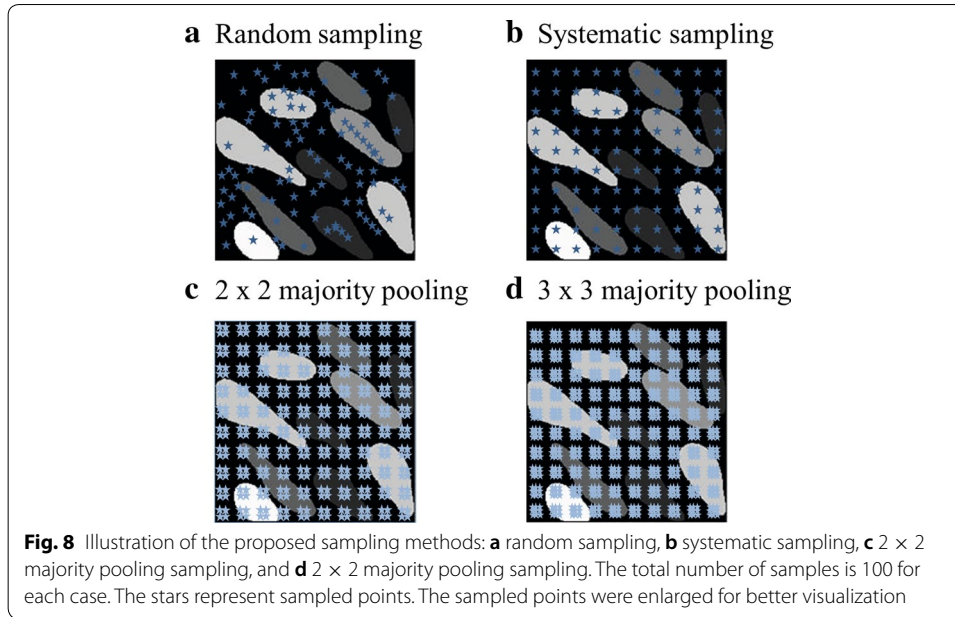 a Random sampling
b Systematic sampling
c 2 x 2 majority pooling
d 3 x 3 majority pooling
Fig. 8 Illustration of the proposed sampling methods: a random sampling, b systematic sampling, c 2 × 2
majority pooling sampling, and d 2 × 2 majority pooling sampling. The total number of samples is 100 for
each case. The stars represent sampled points. The sampled points were enlarged for better visualization